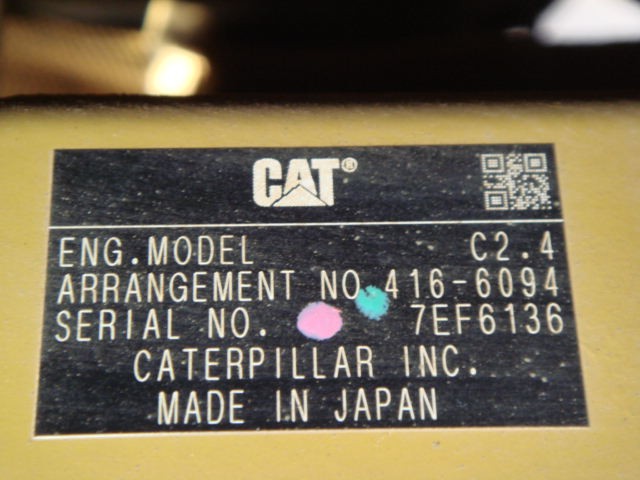 CAT®
ENG.MODEL C2.4
ARRANGEMENT NO 416-6094
SERIAL NO. 7EF6136
CATERPILLAR INC.
MADE IN JAPAN